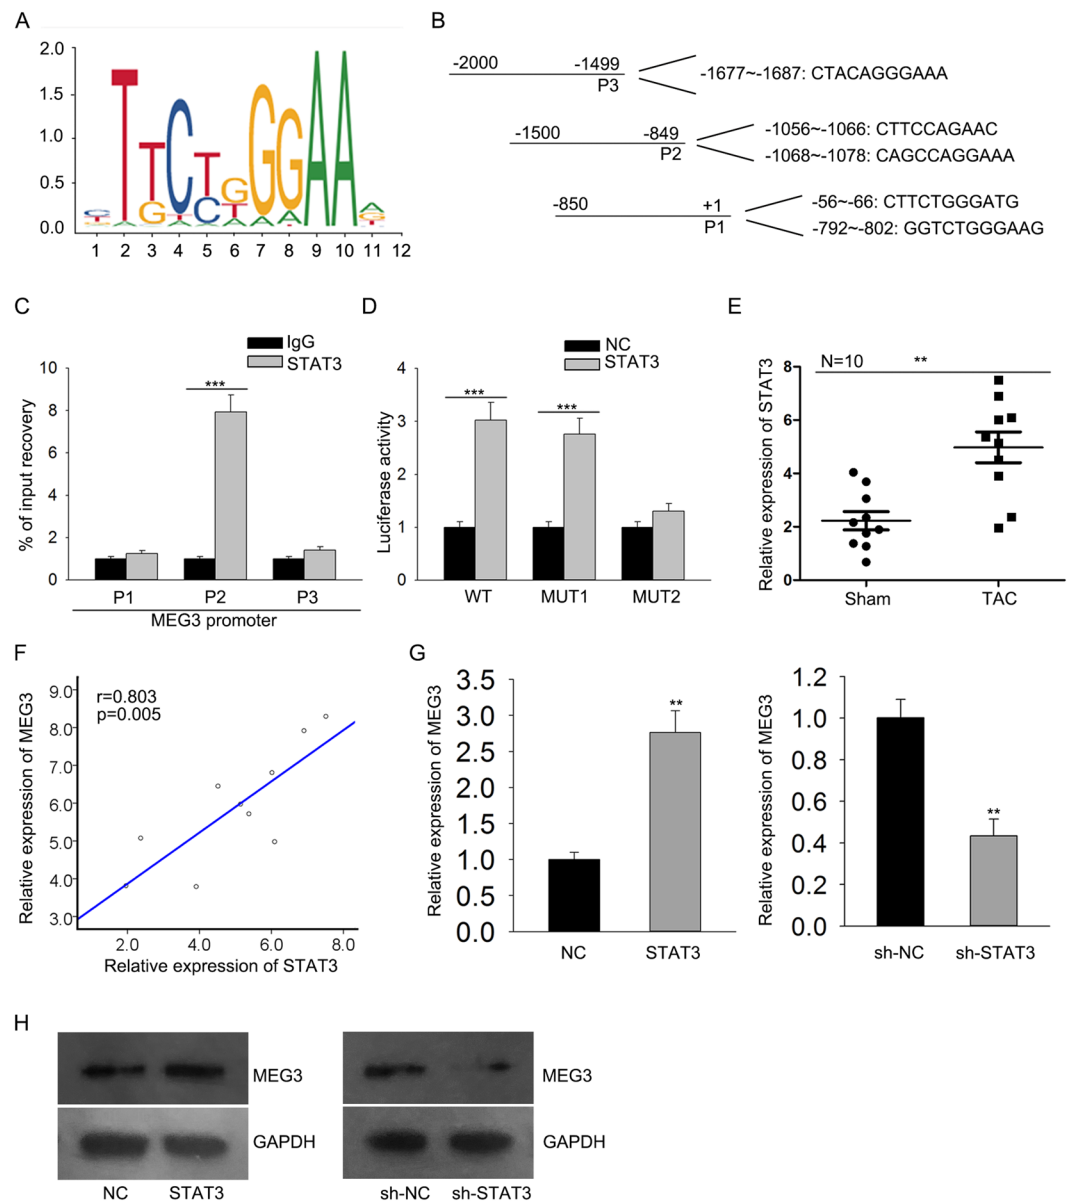 A
2.0
1.5
1.0
0.5
0.0
1 2 3 4 5 6 7 8 9 10 11 12
B
-2000 -1499
P3
-1677~-1687: CTACAGGGAAA
-1500 -849
P2
-1056~-1066: CTTCCAGAAC
-1068~-1078: CAGCCAGGAAA
-850 +1
P1
-56~-66: CTTCTGGGATG
-792~-802: GGTCTGGGAAG
C
IgG
STAT3
% of input recovery
10
8
6
4
2
0
***
P1 P2 P3
MEG3 promoter
D
NC
STAT3
Luciferase activity
4
3
2
1
0
*** ***
WT MUT1 MUT2
E
Relative expression of STAT3
N=10 **
8
6
4
2
0
Sham TAC
F
Relative expression of MEG3
r=0.803
p=0.005
9.0
8.0
7.0
6.0
5.0
4.0
3.0
2.0 4.0 6.0 8.0
Relative expression of STAT3
G
Relative expression of MEG3
3.5
3.0
2.5
2.0
1.5
1.0
0.5
0.0
**
NC STAT3
Relative expression of MEG3
1.2
1.0
0.8
0.6
0.4
0.2
0.0
**
sh-NC sh-STAT3
H
MEG3
GAPDH
NC STAT3
MEG3
GAPDH
sh-NC sh-STAT3